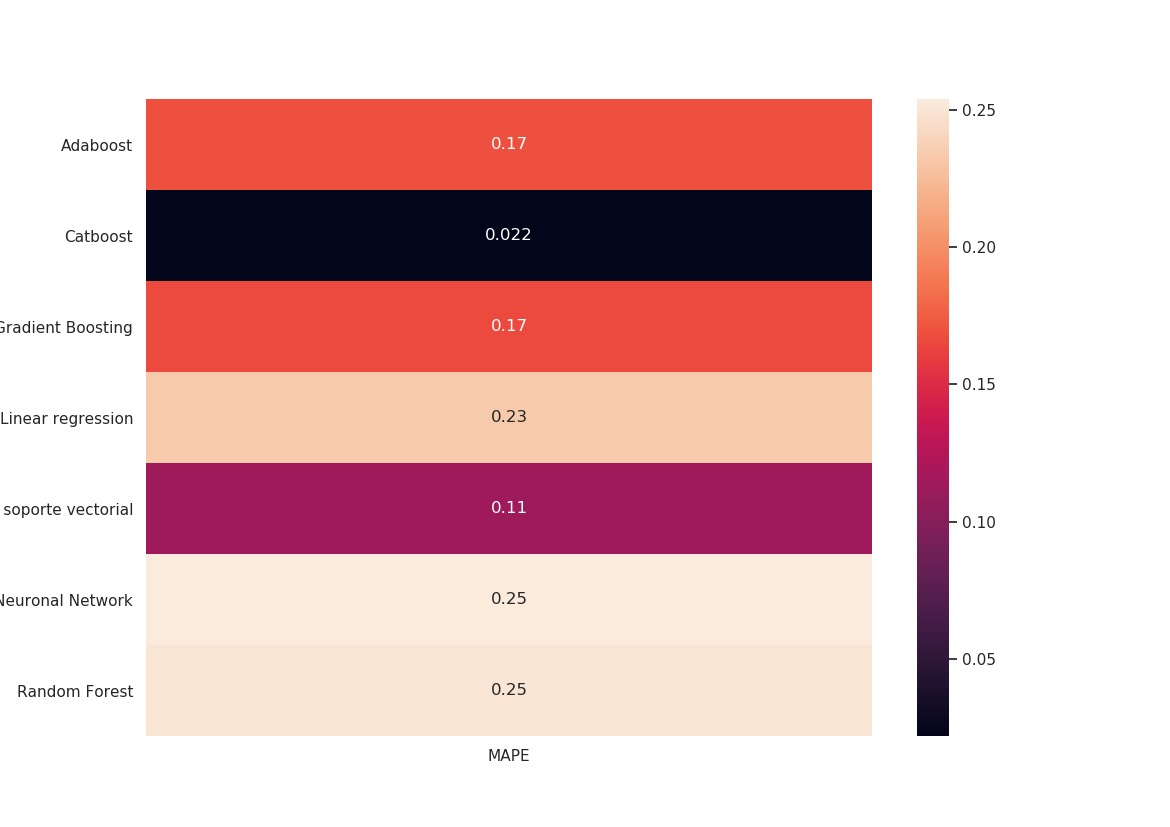 Adaboost
0.17
Catboost
0.022
Gradient Boosting
0.17
Linear regression
0.23
soporte vectorial
0.11
Neuronal Network
0.25
Random Forest
0.25
MAPE
0.25
0.20
0.15
0.10
0.05